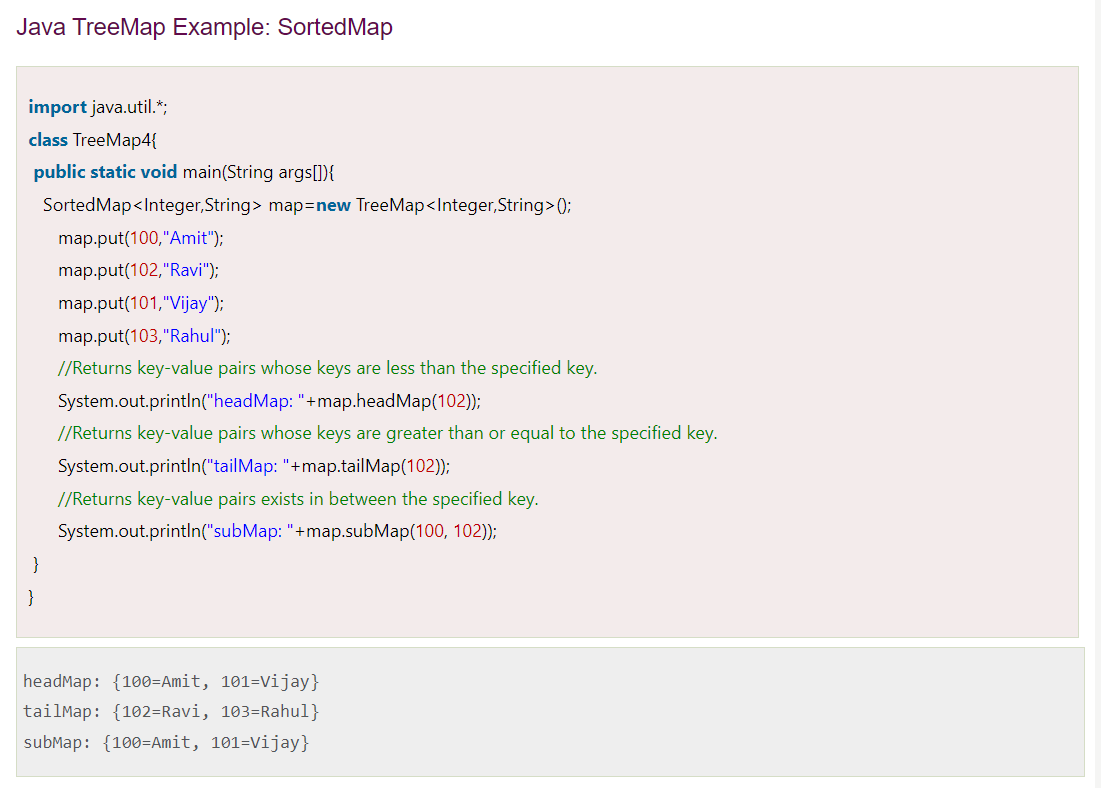 Java TreeMap Example: SortedMap
import java.util.*;
class TreeMap4{
public static void main(String args[]){
SortedMap<Integer,String> map=new TreeMap<Integer,String>();
map.put(100,"Amit");
map.put(102,"Ravi");
map.put(101,"Vijay");
map.put(103,"Rahul");
//Returns key-value pairs whose keys are less than the specified key.
System.out.println("headMap: "+map.headMap(102));
//Returns key-value pairs whose keys are greater than or equal to the specified key.
System.out.println("tailMap: "+map.tailMap(102));
//Returns key-value pairs exists in between the specified key.
System.out.println("subMap: "+map.subMap(100, 102));
}
}
headMap: {100=Amit, 101=Vijay}
tailMap: {102=Ravi, 103=Rahul}
subMap: {100=Amit, 101=Vijay}